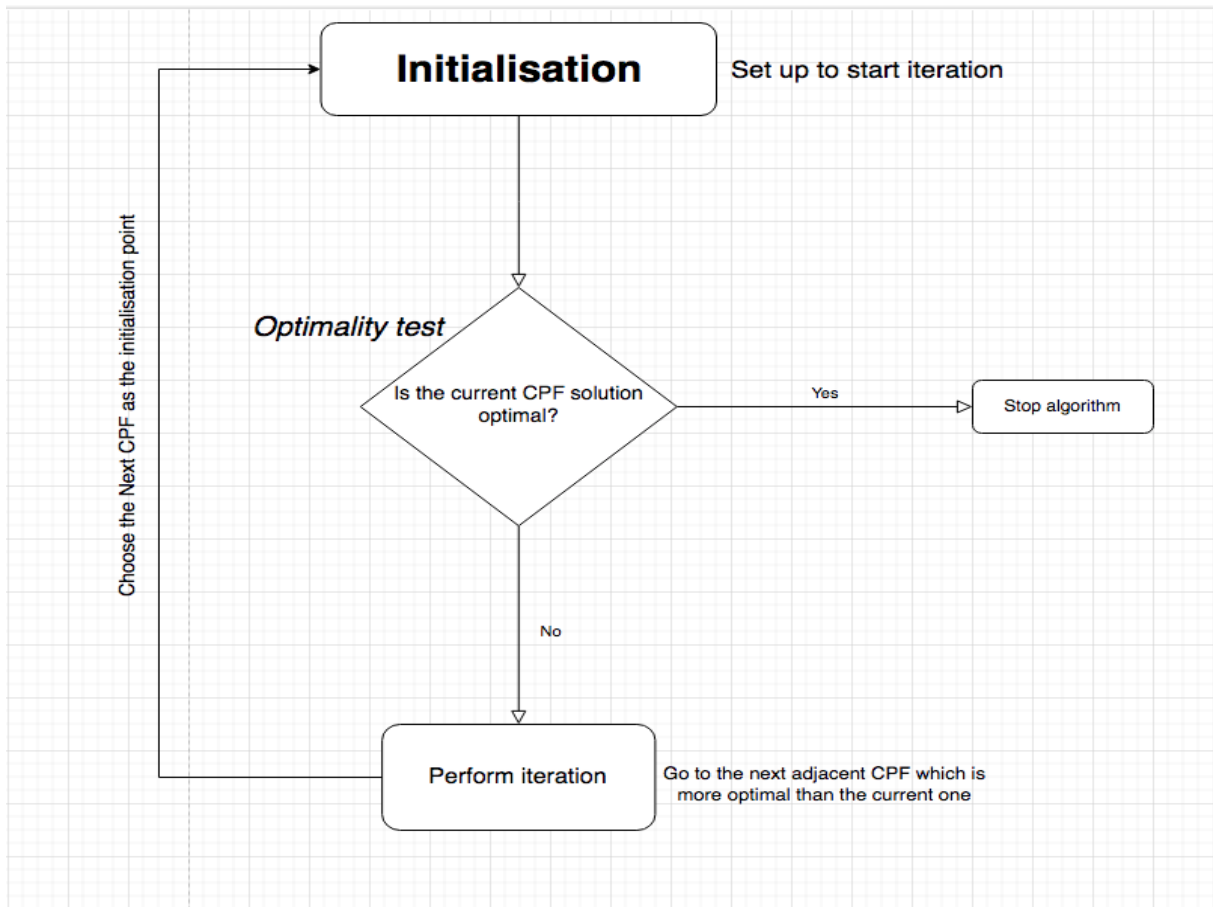 Initialisation
Set up to start iteration
Choose the Next CPF as the initialisation point
Optimality test
Is the current CPF solution
optimal?
Yes
Stop algorithm
No
Perform iteration
Go to the next adjacent CPF which is
more optimal than the current one